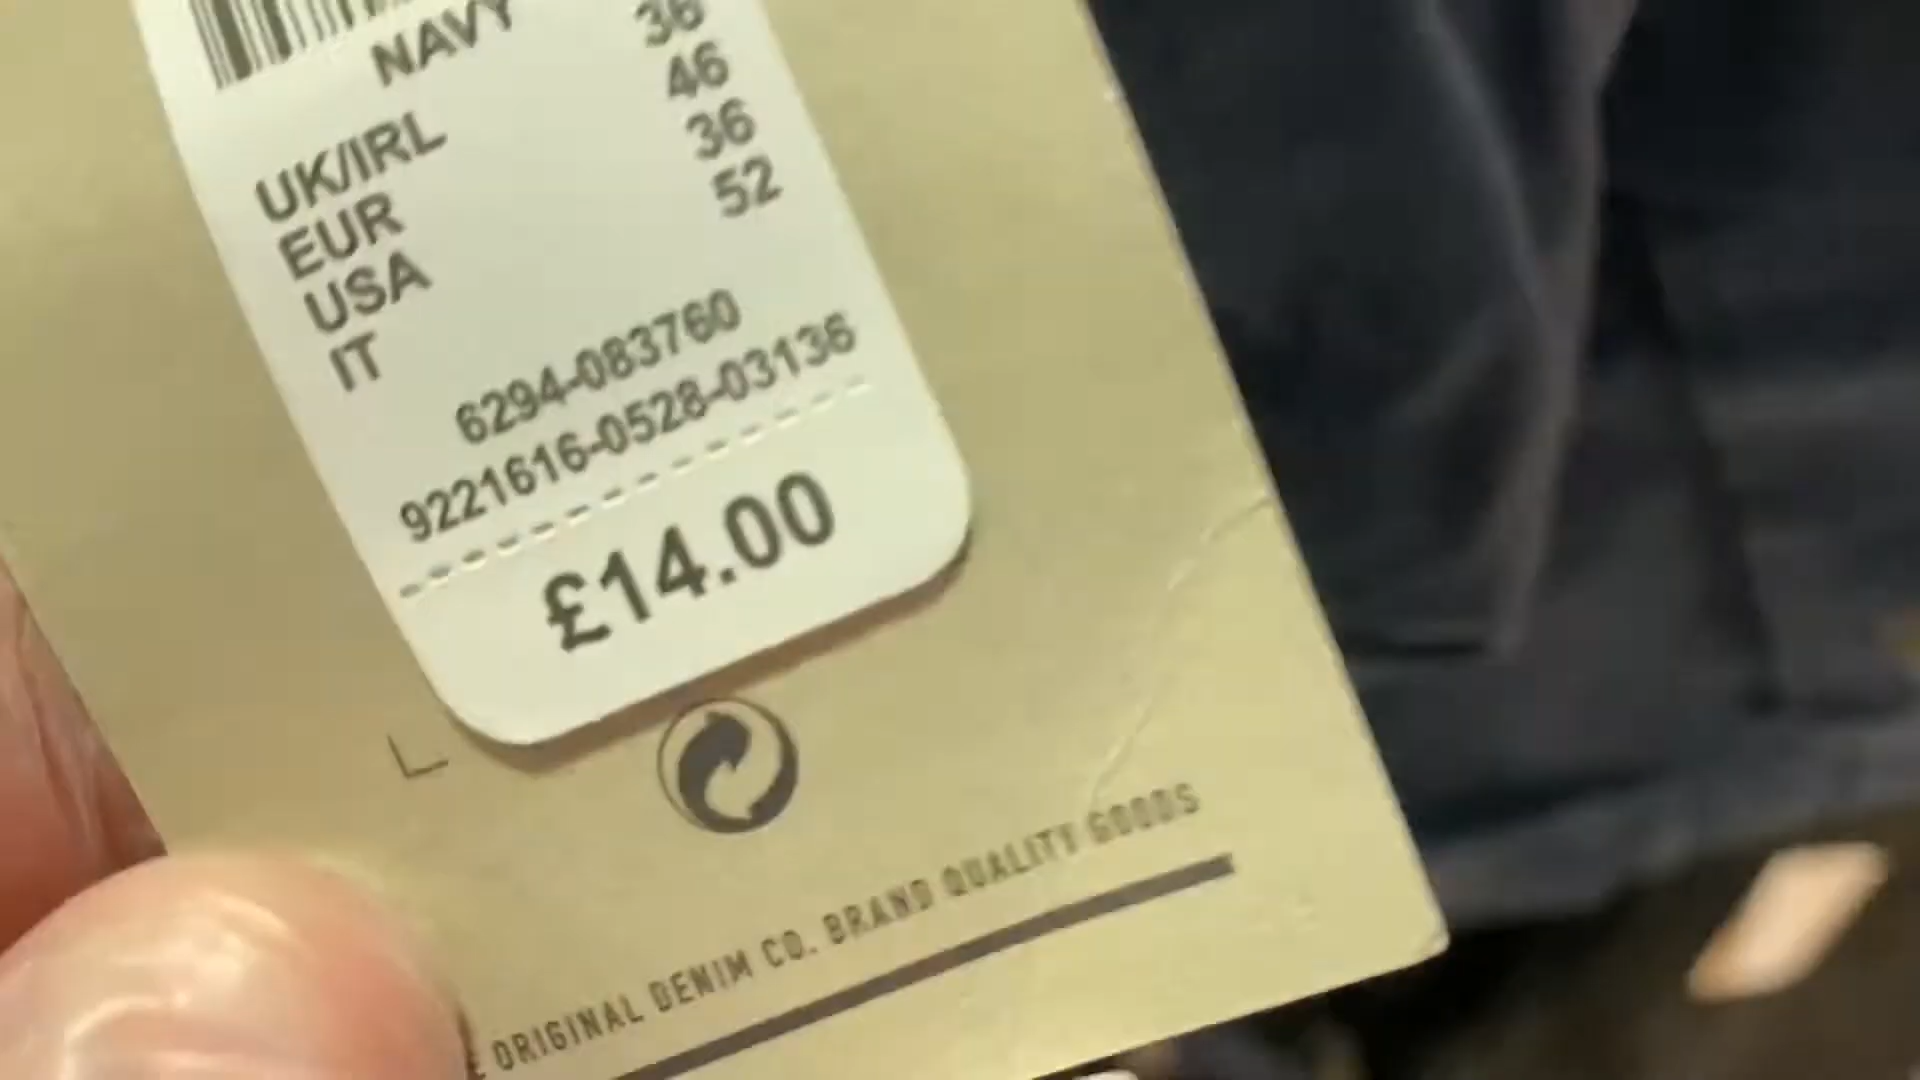 NAVY
UK/IRL 36
EUR 46
USA 36
IT 52
6294-083760
9221616-0528-03136
£14.00
ORIGINAL DENIM CO. BRAND QUALITY GOODS